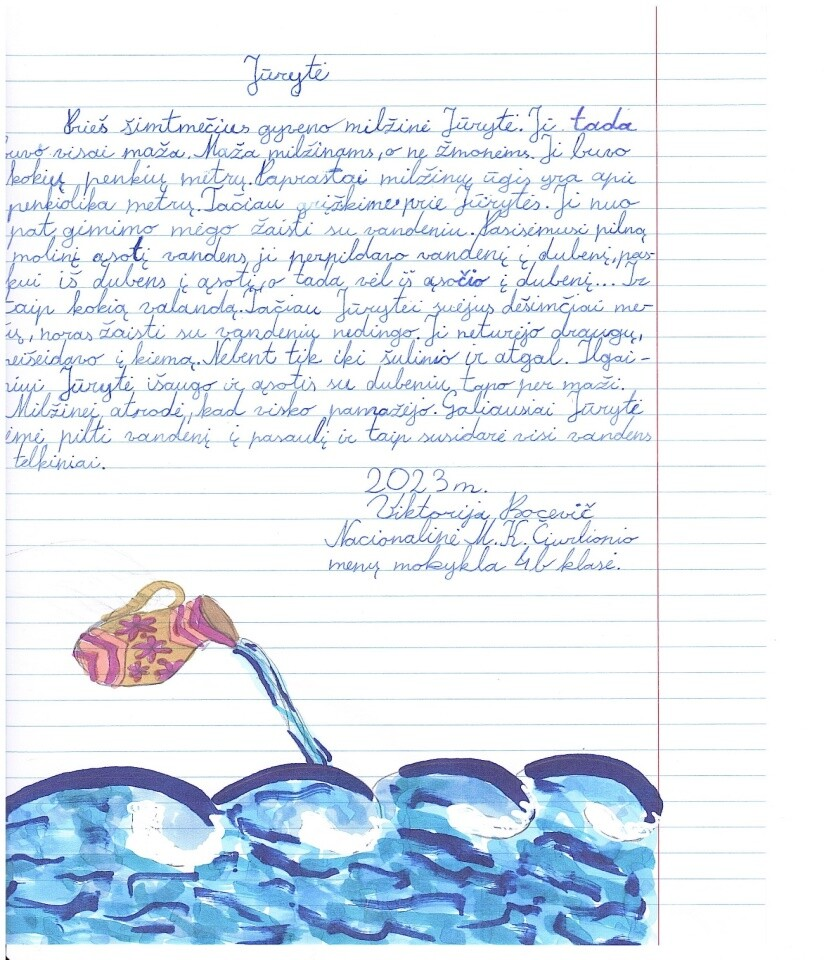 Jūrytė
Prieš šimtmečius gyveno milžinė Jūrytė. Ji tada
buvo visai maža. Maža milžinams, o ne žmonėms. Ji buvo
kokių penkių metrų. Paprastai milžinų ūgis yra apie
penkiolika metrų. Tačiau grįžkime prie Jūrytės. Ji nuo
pat gimimo mėgo žaisti su vandeniu. Pasisėmusi pilną
molinį ąsotį vandens ji perpildavo vandenį į dubenį, pas-
kui iš dubens į ąsotį, o tada vėl iš ąsočio į dubenį... Ir
taip kokią valandą. Tačiau Jūrytei suėjus dešimčiai me-
tų, noras žaisti su vandeniu nedingo. Ji neturėjo draugų,
neišeidavo į kiemą. Nebent tik iki šulinio ir atgal. Ilgai-
niui Jūrytė išaugo ir ąsotis su dubeniu tapo per maži.
Milžinei atrodė, kad visko pamažėjo. Galiausiai Jūrytė
ėmė pilti vandenį į pasaulį ir taip susidarė visi vandens
telkiniai.
2023 m.
Viktorija Bocevič
Nacionalinė M. K. Čiurlionio
menų mokykla 4b klasė.